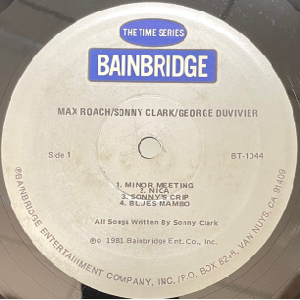 THE TIME SERIES
BAINBRIDGE
MAX ROACH/SONNY CLARK/GEORGE DUVIVIER
Side 1
BT-1044
1. MINOR MEETING
2. NICA
3. SONNY'S CRIP
4. BLUES MAMBO
All Songs Written By Sonny Clark
℗© 1981 Bainbridge Ent. Co., Inc.
℗BAINBRIDGE ENTERTAINMENT COMPANY, INC. /P.O. BOX 8248, VAN NUYS, CA 91409